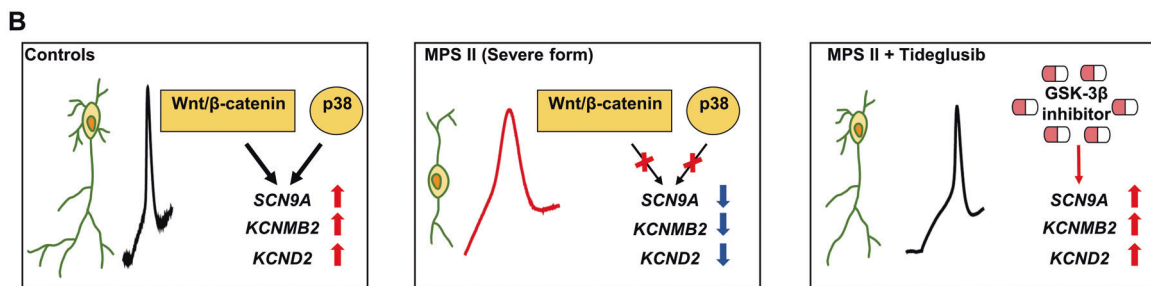 B
Controls
Wnt/β-catenin
p38
SCN9A
KCNMB2
KCND2
MPS II (Severe form)
Wnt/β-catenin
p38
SCN9A
KCNMB2
KCND2
MPS II + Tideglusib
GSK-3β
inhibitor
SCN9A
KCNMB2
KCND2